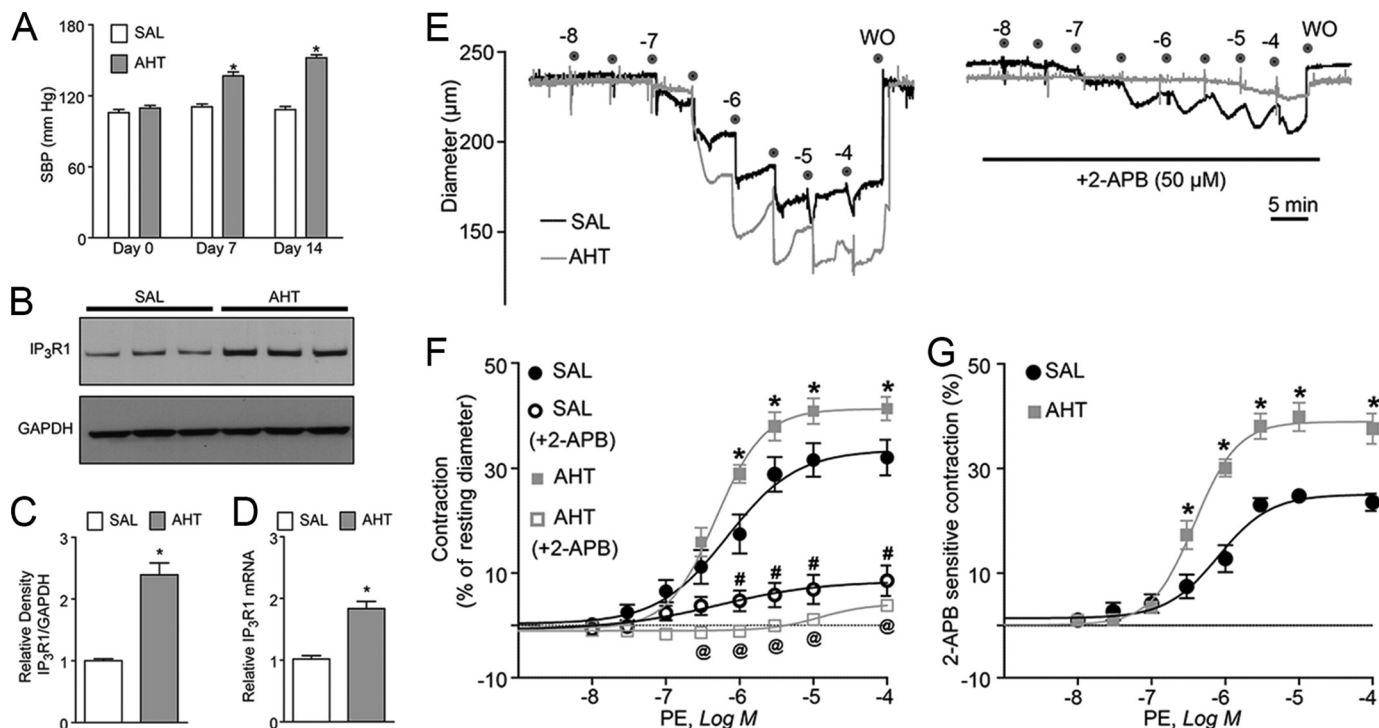 A
180
120
60
0
SBP (mm Hg)
SAL
AHT
*
*
Day 0
Day 7
Day 14
B
SAL
AHT
IP3R1
GAPDH
C
SAL
AHT
3
2
1
0
Relative Density
IP3R1/GAPDH
*
D
SAL
AHT
3
2
1
0
Relative IP3R1 mRNA
*
E
250
200
150
Diameter (µm)
-8
-7
-6
-5
-4
WO
SAL
AHT
-8
-7
-6
-5
-4
WO
+2-APB (50 µM)
5 min
F
50
30
10
-10
Contraction
(% of resting diameter)
SAL
SAL
(+2-APB)
AHT
AHT
(+2-APB)
* * * *
# # # #
@ @ @ @ @
-8 -7 -6 -5 -4
PE, Log M
G
50
30
10
-10
2-APB sensitive contraction (%)
SAL
AHT
* * * * *
-8 -7 -6 -5 -4
PE, Log M